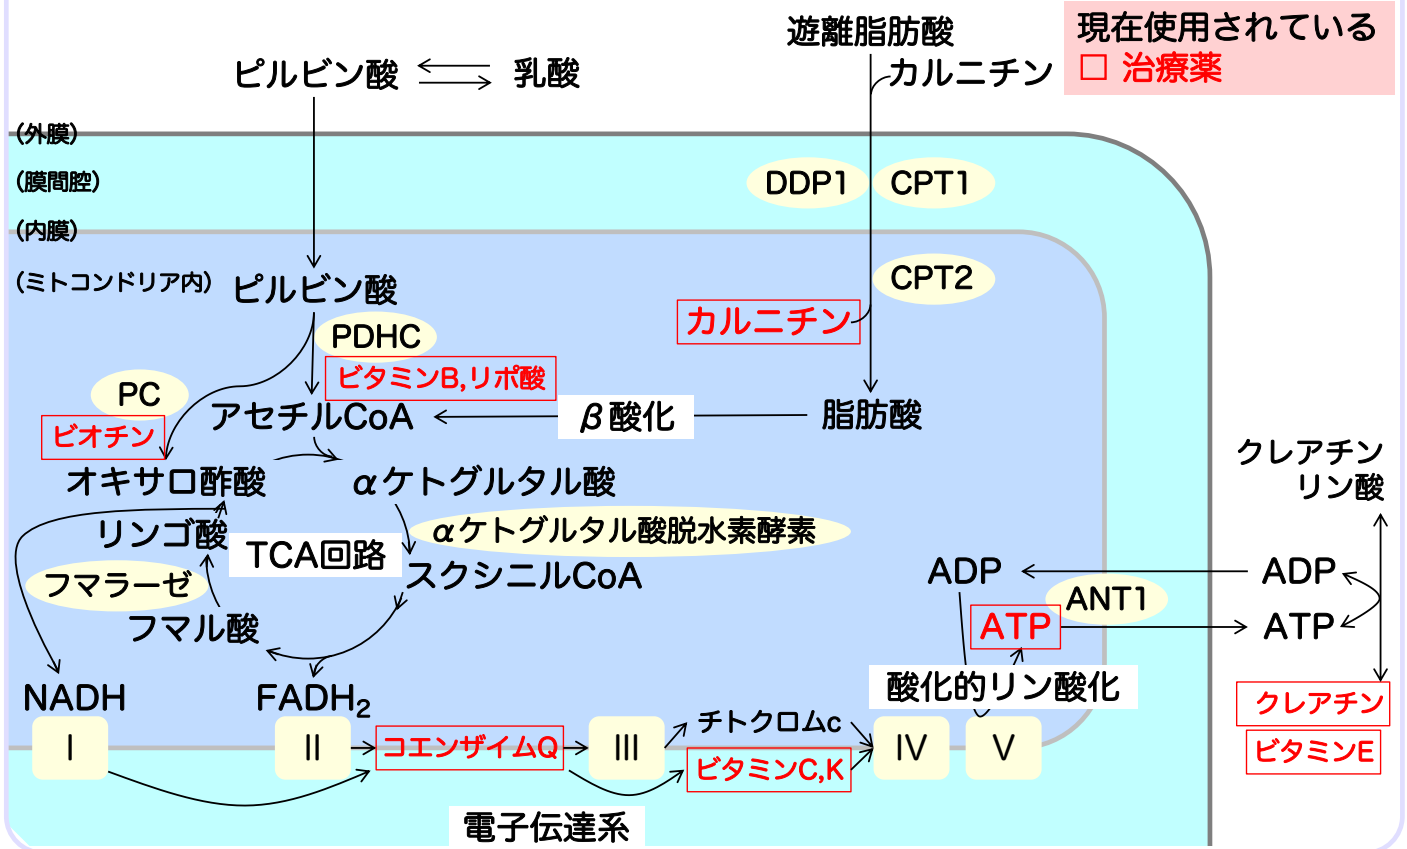 遊離脂肪酸
現在使用されている
□ 治療薬
ピルビン酸
乳酸
カルニチン
(外膜)
(膜間腔)
DDP1
CPT1
(内膜)
(ミトコンドリア内)
ピルビン酸
CPT2
カルニチン
PDHC
ビタミンB,リポ酸
PC
ビオチン
アセチルCoA
β酸化
脂肪酸
クレアチン
リン酸
オキサロ酢酸
αケトグルタル酸
リンゴ酸
αケトグルタル酸脱水素酵素
TCA回路
スクシニルCoA
フマラーゼ
フマル酸
ADP
ADP
ANT1
ATP
ATP
酸化的リン酸化
NADH
FADH2
クレアチン
ビタミンE
I
II
コエンザイムQ
III
チトクロムc
ビタミンC,K
IV
V
電子伝達系